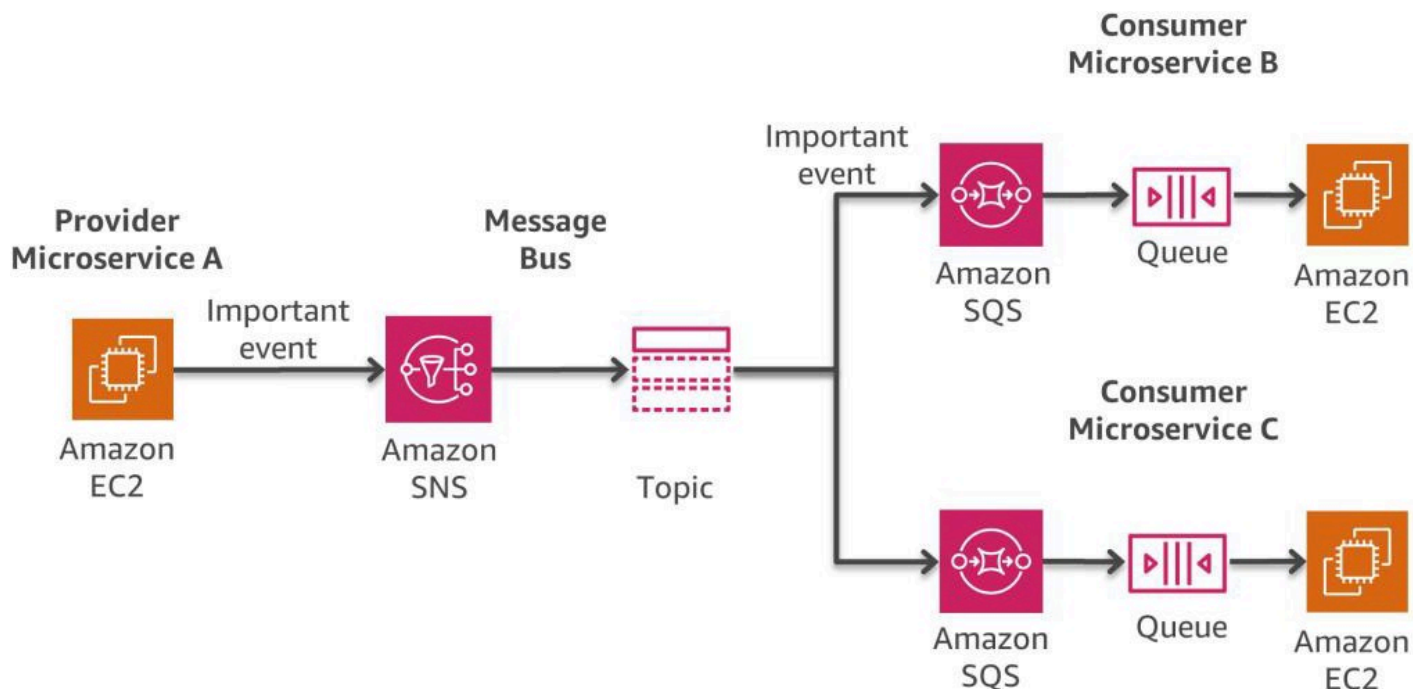 Consumer
Microservice B
Important
event
Provider
Microservice A
Message
Bus
Important
event
Amazon
SQS
Queue
Amazon
EC2
Amazon
EC2
Amazon
SNS
Topic
Consumer
Microservice C
Amazon
SQS
Queue
Amazon
EC2